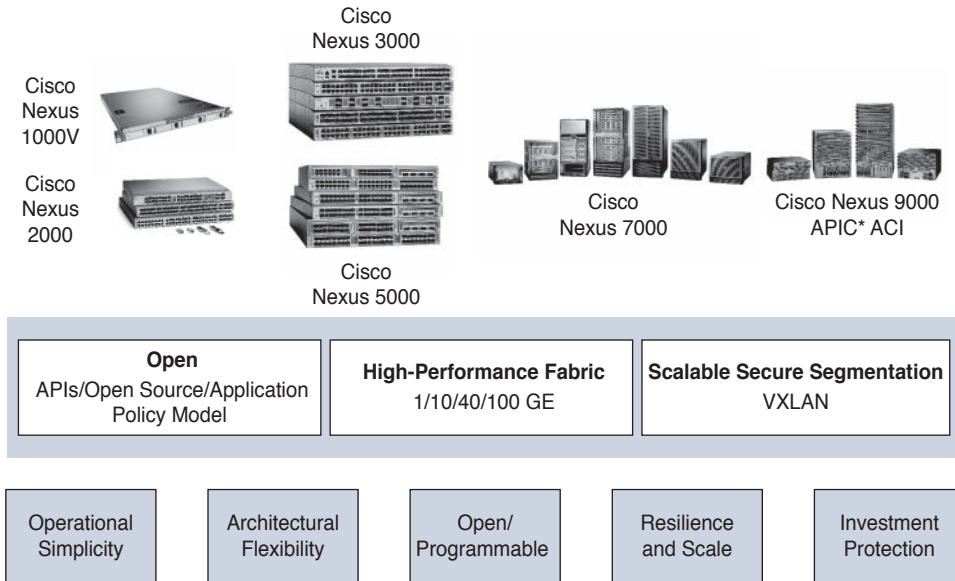 Cisco
Nexus 3000
Cisco
Nexus
1000V
Cisco
Nexus
2000
Cisco
Nexus 5000
Cisco
Nexus 7000
Cisco Nexus 9000
APIC* ACI
Open
APIs/Open Source/Application
Policy Model
High-Performance Fabric
1/10/40/100 GE
Scalable Secure Segmentation
VXLAN
Operational
Simplicity
Architectural
Flexibility
Open/
Programmable
Resilience
and Scale
Investment
Protection